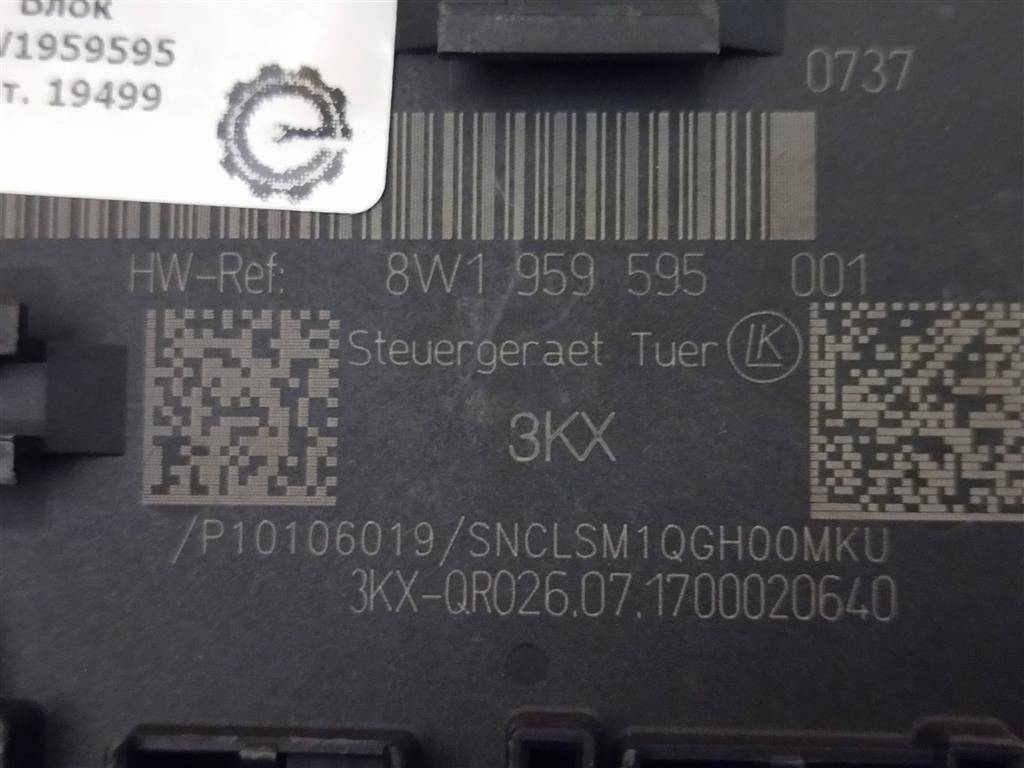 Блок
1959595
т. 19499
0737
HW-Ref: 8W1 959 595 001
Steuergeraet Tuer LK
3KX
/P10106019/SNCLSM1QGH00MKU
3KX-QR026.07.1700020640